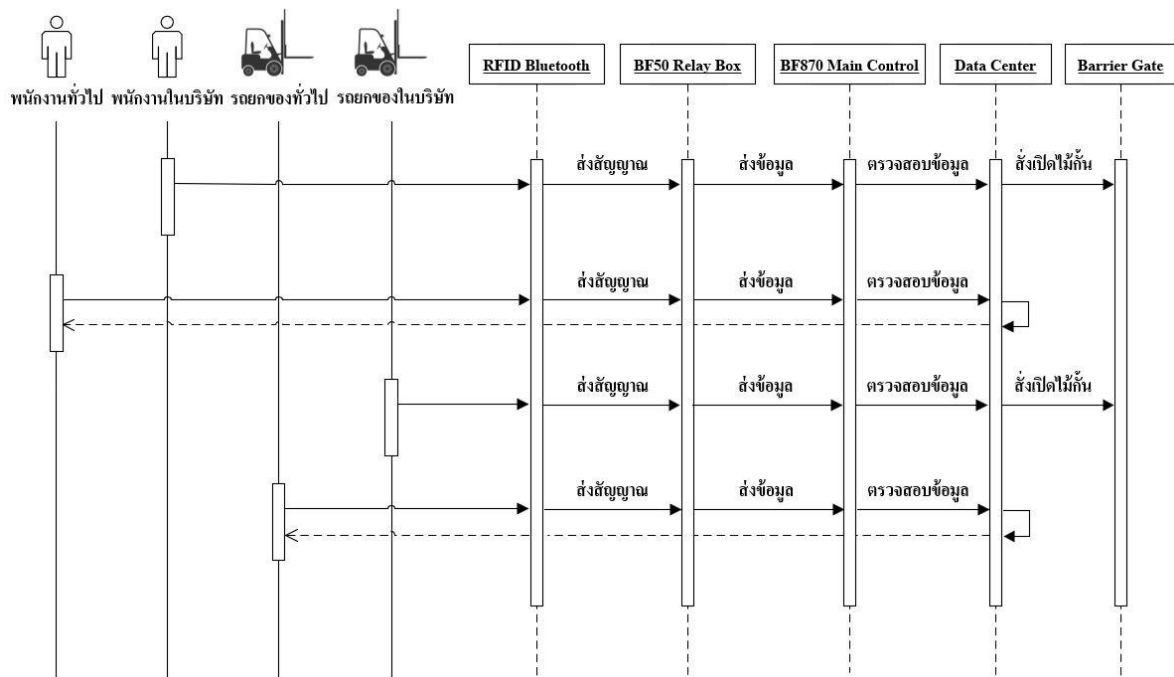 RFID Bluetooth
BF50 Relay Box
BF870 Main Control
Data Center
Barrier Gate
พนักงานทั่วไป
พนักงานในบริษัท
รถยกของทั่วไป
รถยกของในบริษัท
ส่งสัญญาณ
ส่งข้อมูล
ตรวจสอบข้อมูล
สั่งเปิดไม้กั้น
ส่งสัญญาณ
ส่งข้อมูล
ตรวจสอบข้อมูล
ส่งสัญญาณ
ส่งข้อมูล
ตรวจสอบข้อมูล
สั่งเปิดไม้กั้น
ส่งสัญญาณ
ส่งข้อมูล
ตรวจสอบข้อมูล